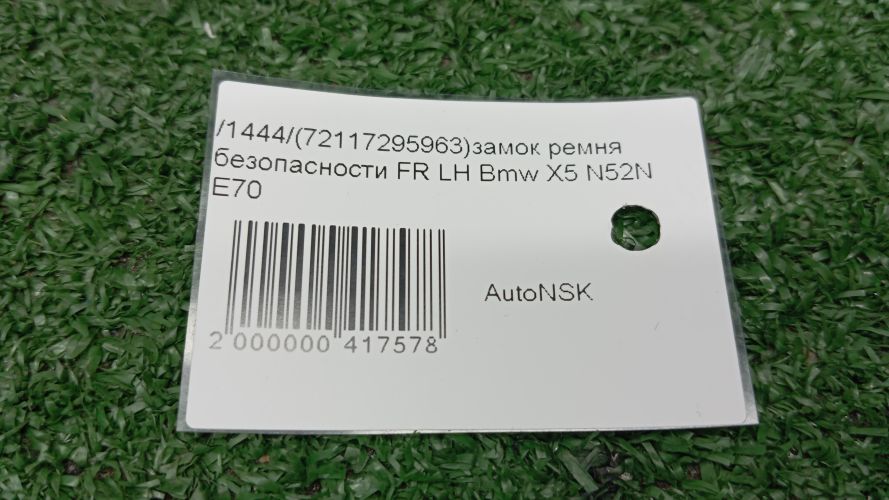 /1444/(72117295963)замок ремня
безопасности FR LH Bmw X5 N52N
E70
AutoNSK
2 000000 417578